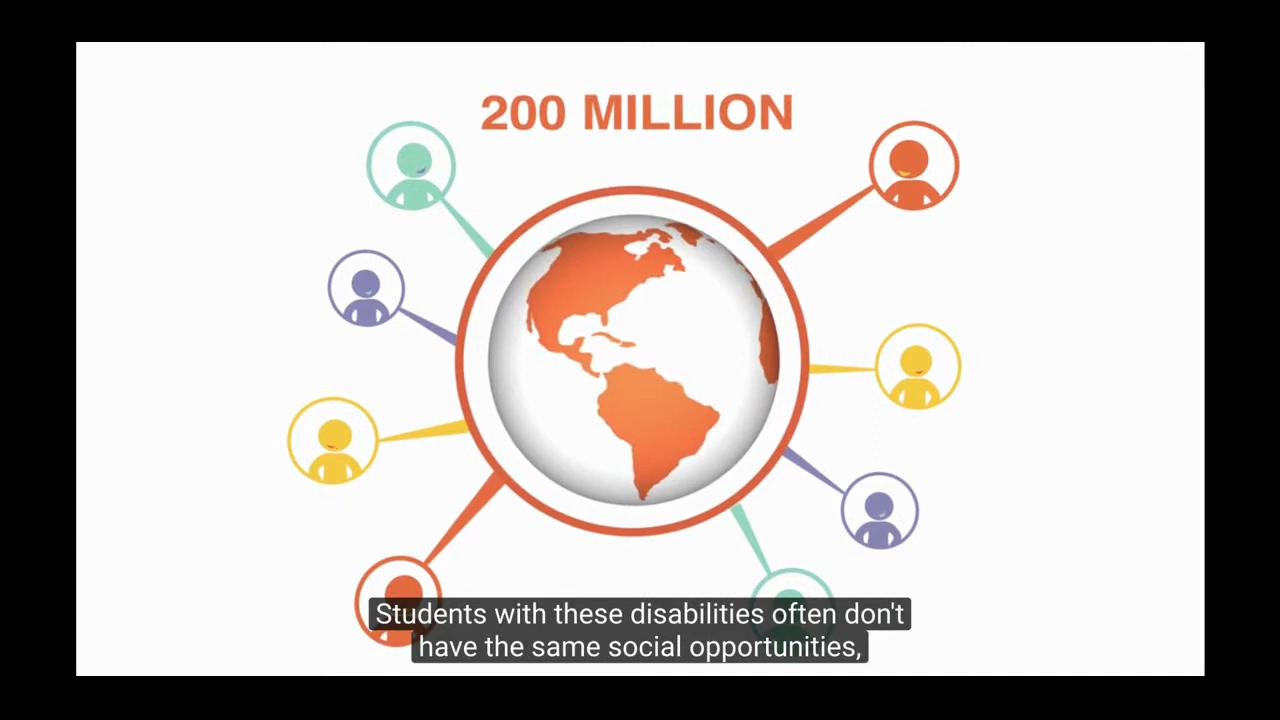 200 MILLION
Students with these disabilities often don't
have the same social opportunities,